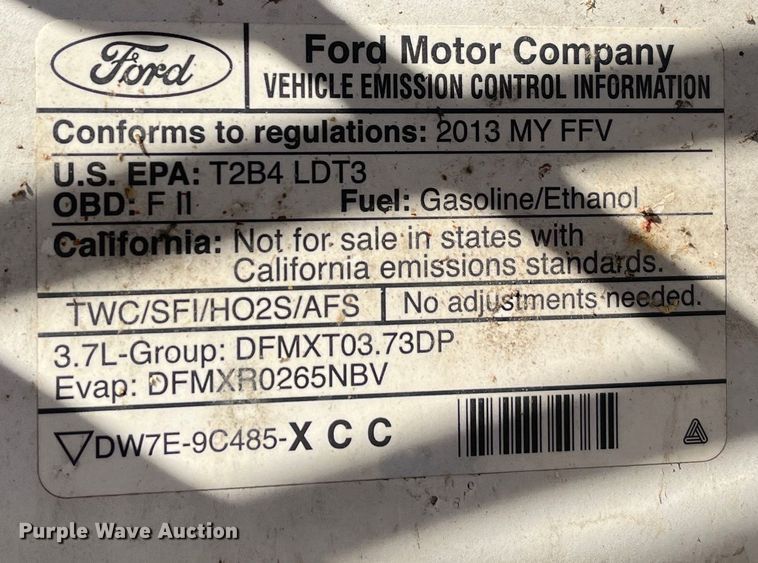 Ford
Ford Motor Company
VEHICLE EMISSION CONTROL INFORMATION
Conforms to regulations: 2013 MY FFV
U.S. EPA: T2B4 LDT3
OBD: F II Fuel: Gasoline/Ethanol
California: Not for sale in states with
California emissions standards.
TWC/SFI/HO2S/AFS No adjustments needed.
3.7L-Group: DFMXT03.73DP
Evap: DFMXR0265NBV
DW7E-9C485-XCC
Purple Wave Auction